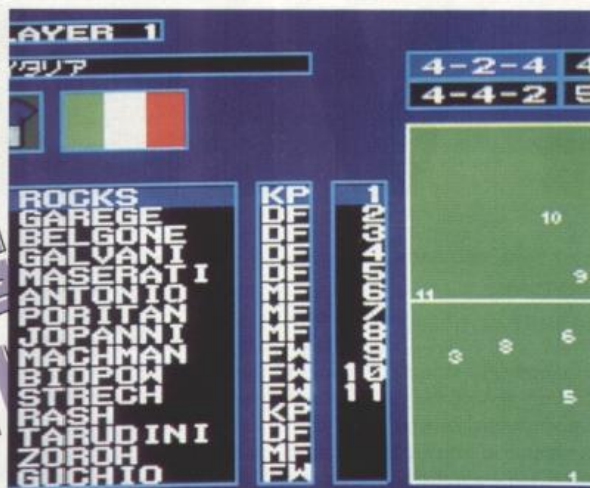 LAYER 1
イタリア
4-2-4 4
4-4-2 5
ROCKS KP 1
GAREGE DF 2
BELGONE DF 3
GALVANI DF 4
MASERATI DF 5
ANTONIO MF 6
PORITAN MF 7
JOPANNI MF 8
MACHMAN FW 9
BIOPOW FW 10
STRECH FW 11
RASH KP
TARUDINI DF
ZOROH MF
GUCHIO FW
10
9
11
6
8
3
5
1